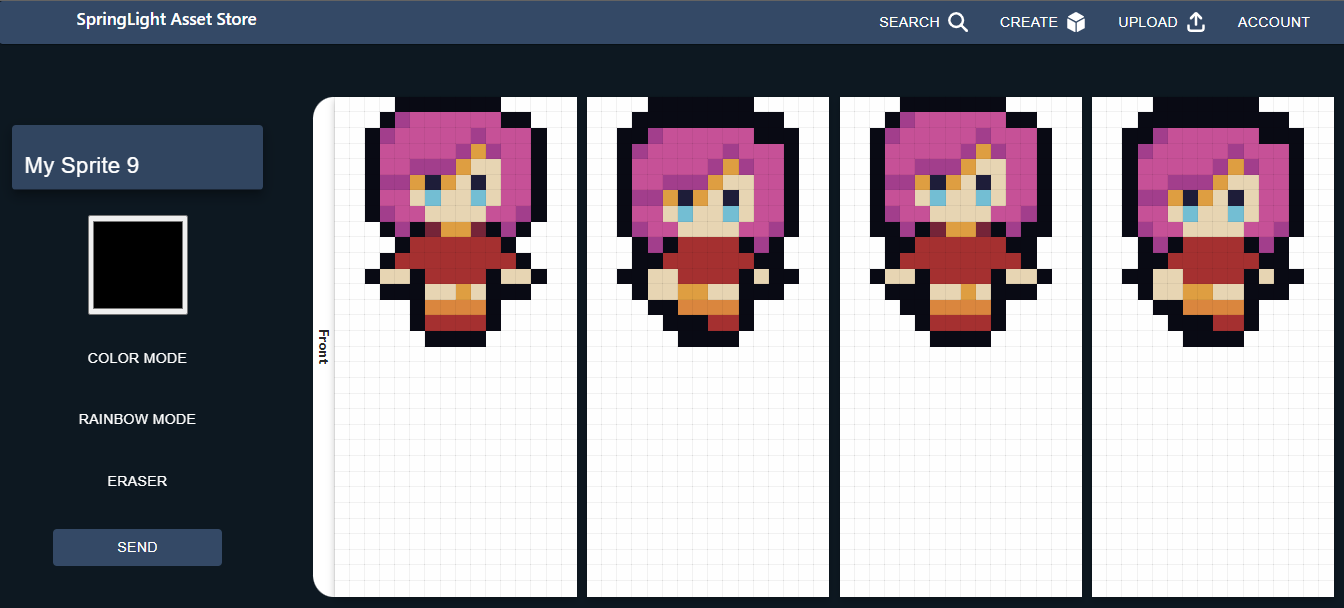 SpringLight Asset Store
SEARCH
CREATE
UPLOAD
ACCOUNT
My Sprite 9
COLOR MODE
RAINBOW MODE
ERASER
SEND
Front